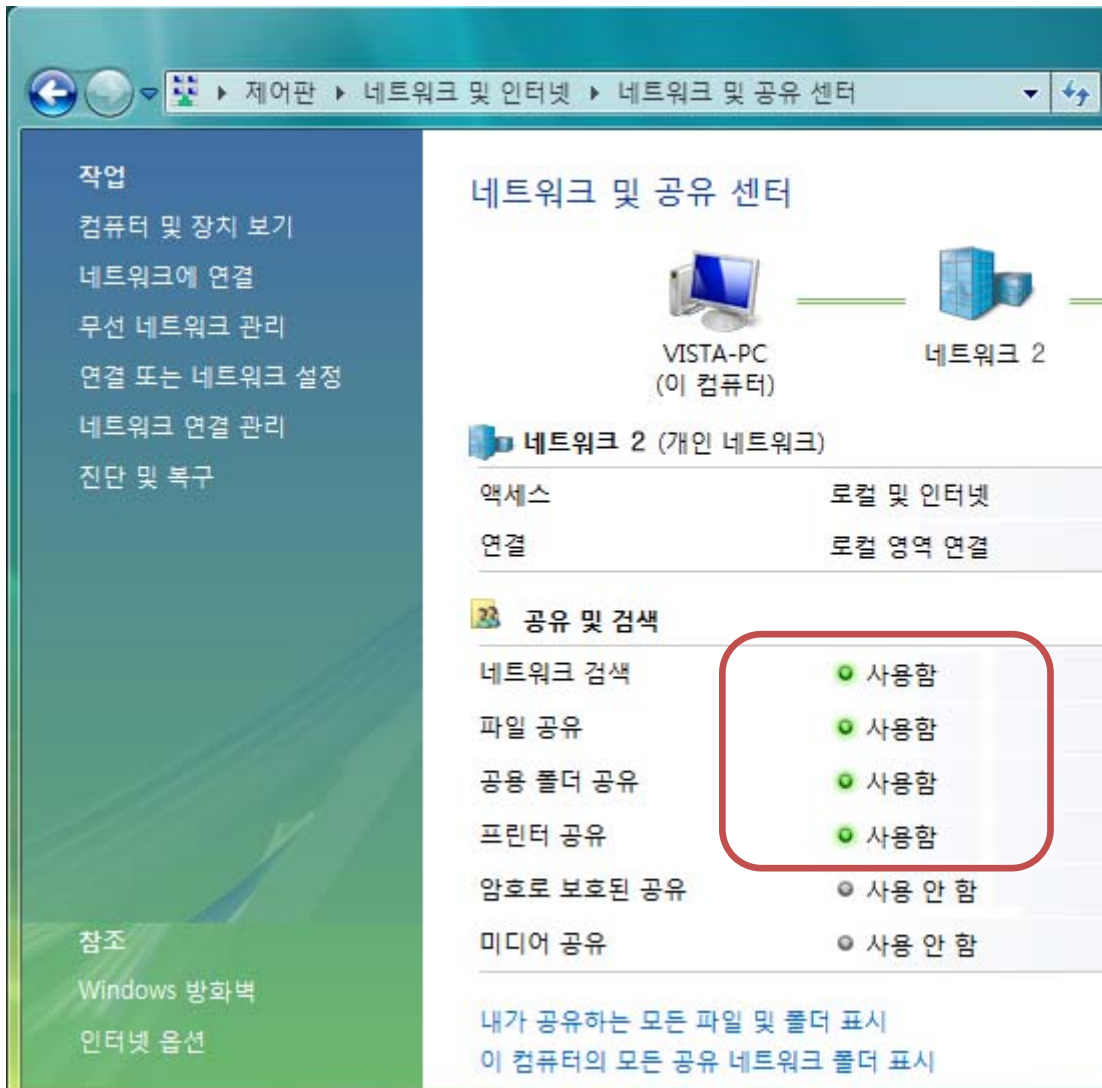 제어판 ▸ 네트워크 및 인터넷 ▸ 네트워크 및 공유 센터
작업
컴퓨터 및 장치 보기
네트워크에 연결
무선 네트워크 관리
연결 또는 네트워크 설정
네트워크 연결 관리
진단 및 복구
참조
Windows 방화벽
인터넷 옵션
네트워크 및 공유 센터
VISTA-PC
(이 컴퓨터)
네트워크 2
네트워크 2 (개인 네트워크)
액세스 로컬 및 인터넷
연결 로컬 영역 연결
공유 및 검색
네트워크 검색 사용함
파일 공유 사용함
공용 폴더 공유 사용함
프린터 공유 사용함
암호로 보호된 공유 사용 안 함
미디어 공유 사용 안 함
내가 공유하는 모든 파일 및 폴더 표시
이 컴퓨터의 모든 공유 네트워크 폴더 표시